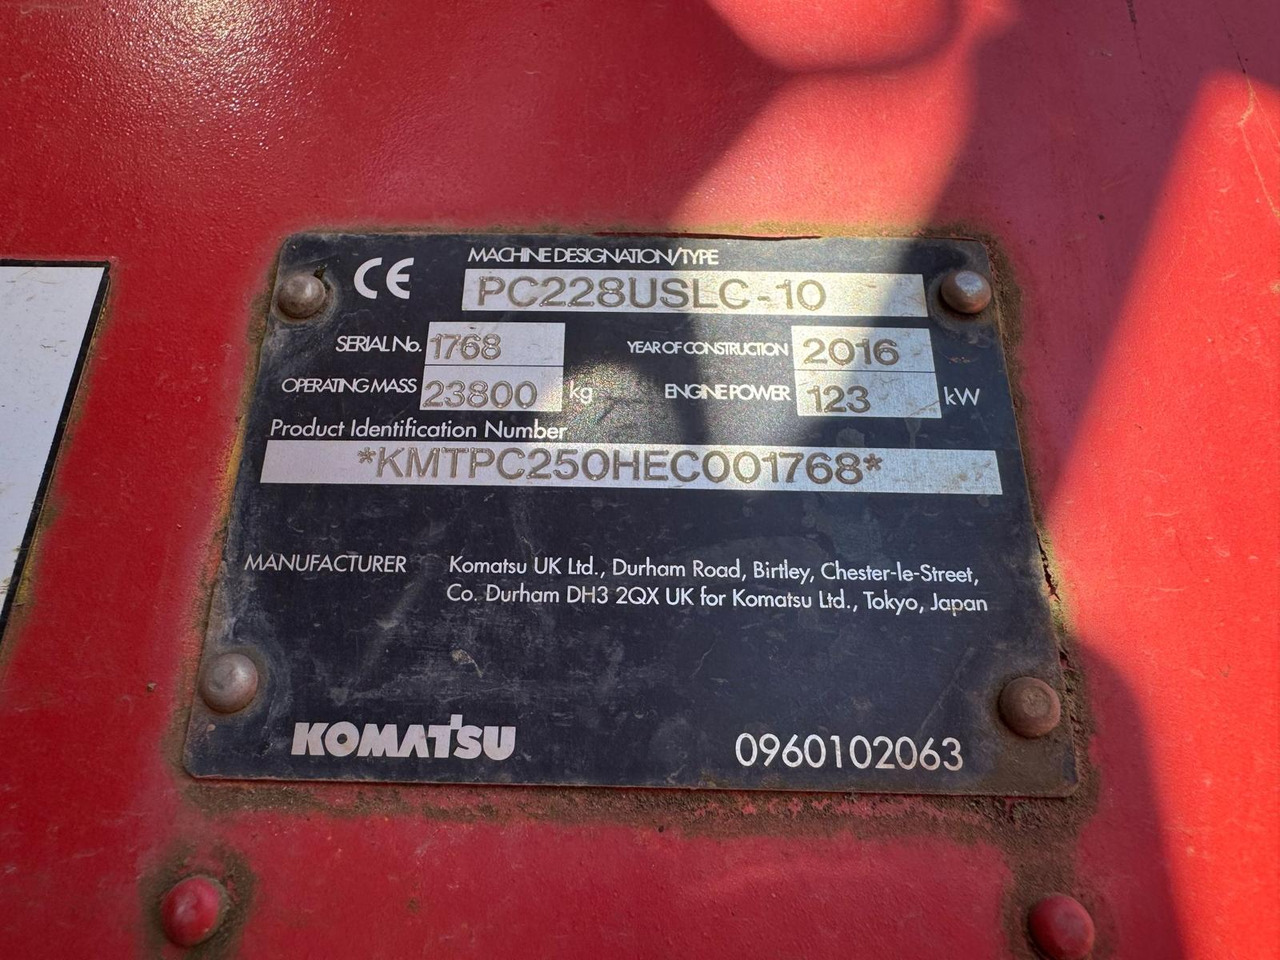 CE MACHINE DESIGNATION/TYPE
PC228USLC-10
SERIAL No. 1768 YEAR OF CONSTRUCTION 2016
OPERATING MASS 23800 kg ENGINE POWER 123 kW
Product Identification Number
*KMTPC250HEC001768*
MANUFACTURER Komatsu UK Ltd., Durham Road, Birtley, Chester-le-Street,
Co. Durham DH3 2QX UK for Komatsu Ltd., Tokyo, Japan
KOMATSU 0960102063